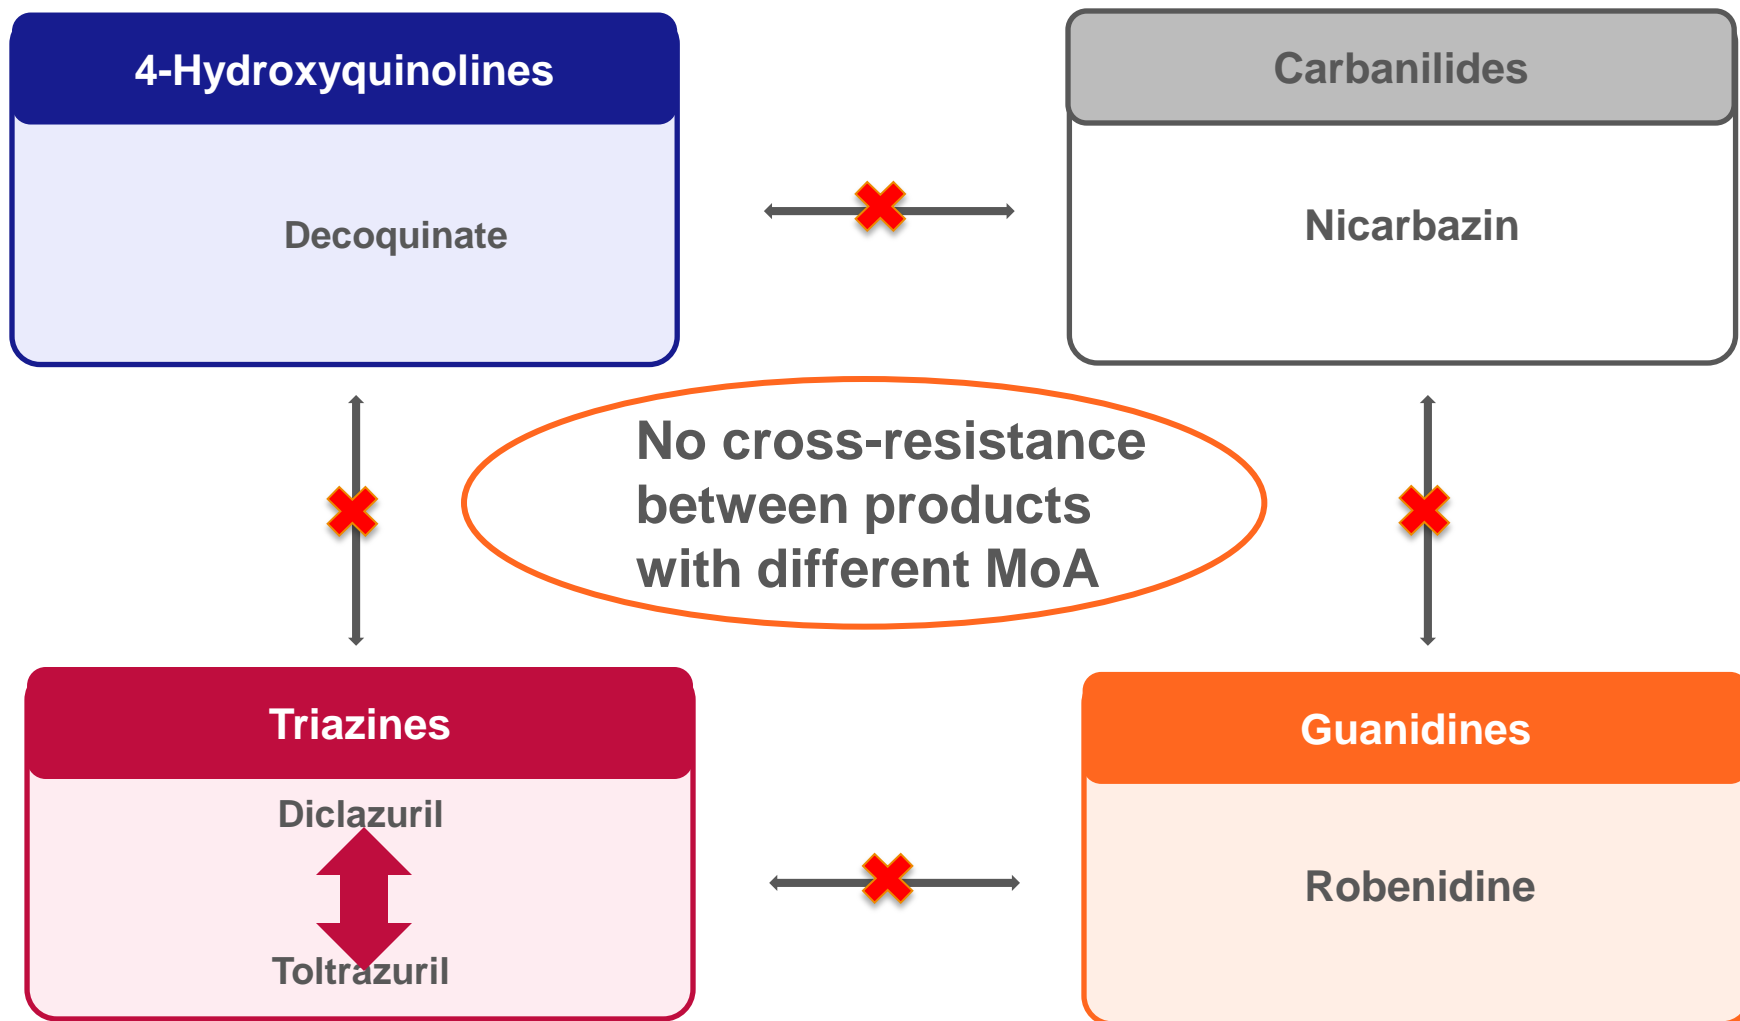 4-Hydroxyquinolines
Decoquinate
Carbanilides
Nicarbazin
No cross-resistance
between products
with different MoA
Triazines
Diclazuril
Toltrazuril
Guanidines
Robenidine